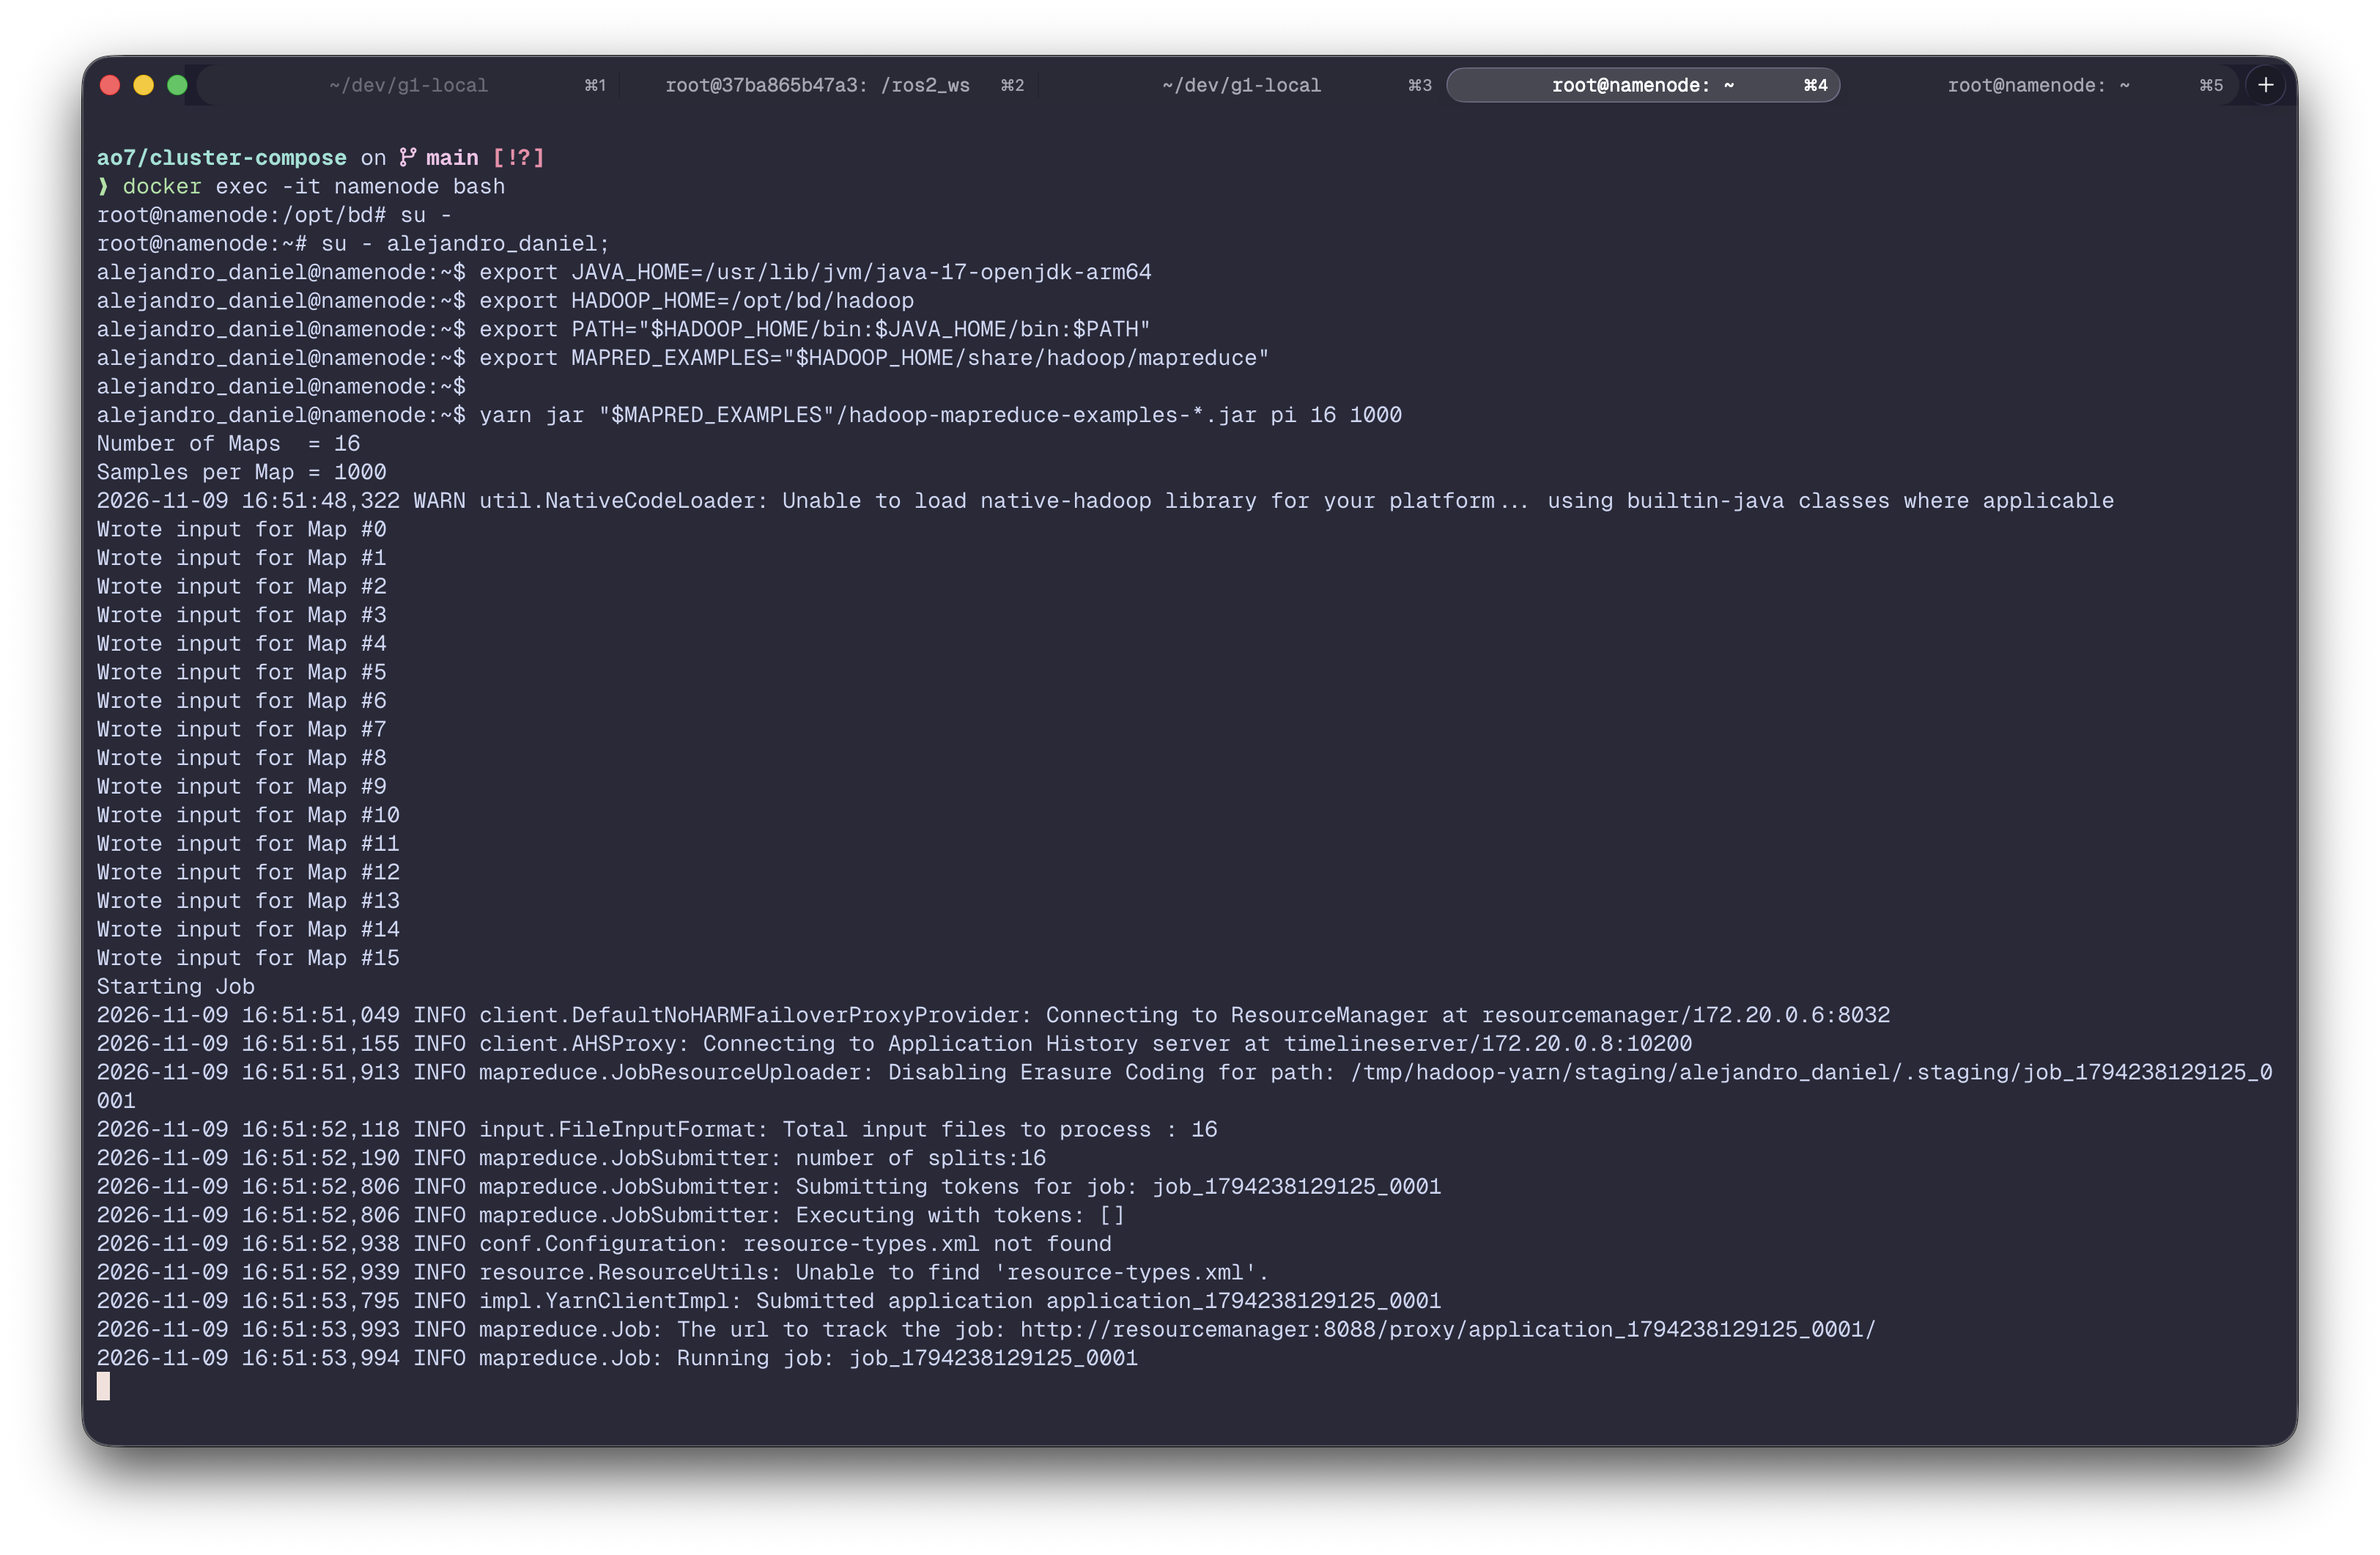 ~/dev/g1-local ⌘1 root@37ba865b47a3: /ros2_ws ⌘2 ~/dev/g1-local ⌘3 root@namenode: ~ ⌘4 root@namenode: ~ ⌘5 +
ao7/cluster-compose on main [!?]
❱ docker exec -it namenode bash
root@namenode:/opt/bd# su -
root@namenode:~# su - alejandro_daniel;
alejandro_daniel@namenode:~$ export JAVA_HOME=/usr/lib/jvm/java-17-openjdk-arm64
alejandro_daniel@namenode:~$ export HADOOP_HOME=/opt/bd/hadoop
alejandro_daniel@namenode:~$ export PATH="$HADOOP_HOME/bin:$JAVA_HOME/bin:$PATH"
alejandro_daniel@namenode:~$ export MAPRED_EXAMPLES="$HADOOP_HOME/share/hadoop/mapreduce"
alejandro_daniel@namenode:~$
alejandro_daniel@namenode:~$ yarn jar "$MAPRED_EXAMPLES"/hadoop-mapreduce-examples-*.jar pi 16 1000
Number of Maps  = 16
Samples per Map = 1000
2026-11-09 16:51:48,322 WARN util.NativeCodeLoader: Unable to load native-hadoop library for your platform... using builtin-java classes where applicable
Wrote input for Map #0
Wrote input for Map #1
Wrote input for Map #2
Wrote input for Map #3
Wrote input for Map #4
Wrote input for Map #5
Wrote input for Map #6
Wrote input for Map #7
Wrote input for Map #8
Wrote input for Map #9
Wrote input for Map #10
Wrote input for Map #11
Wrote input for Map #12
Wrote input for Map #13
Wrote input for Map #14
Wrote input for Map #15
Starting Job
2026-11-09 16:51:51,049 INFO client.DefaultNoHARMFailoverProxyProvider: Connecting to ResourceManager at resourcemanager/172.20.0.6:8032
2026-11-09 16:51:51,155 INFO client.AHSProxy: Connecting to Application History server at timelineserver/172.20.0.8:10200
2026-11-09 16:51:51,913 INFO mapreduce.JobResourceUploader: Disabling Erasure Coding for path: /tmp/hadoop-yarn/staging/alejandro_daniel/.staging/job_1794238129125_0
001
2026-11-09 16:51:52,118 INFO input.FileInputFormat: Total input files to process : 16
2026-11-09 16:51:52,190 INFO mapreduce.JobSubmitter: number of splits:16
2026-11-09 16:51:52,806 INFO mapreduce.JobSubmitter: Submitting tokens for job: job_1794238129125_0001
2026-11-09 16:51:52,806 INFO mapreduce.JobSubmitter: Executing with tokens: []
2026-11-09 16:51:52,938 INFO conf.Configuration: resource-types.xml not found
2026-11-09 16:51:52,939 INFO resource.ResourceUtils: Unable to find 'resource-types.xml'.
2026-11-09 16:51:53,795 INFO impl.YarnClientImpl: Submitted application application_1794238129125_0001
2026-11-09 16:51:53,993 INFO mapreduce.Job: The url to track the job: http://resourcemanager:8088/proxy/application_1794238129125_0001/
2026-11-09 16:51:53,994 INFO mapreduce.Job: Running job: job_1794238129125_0001